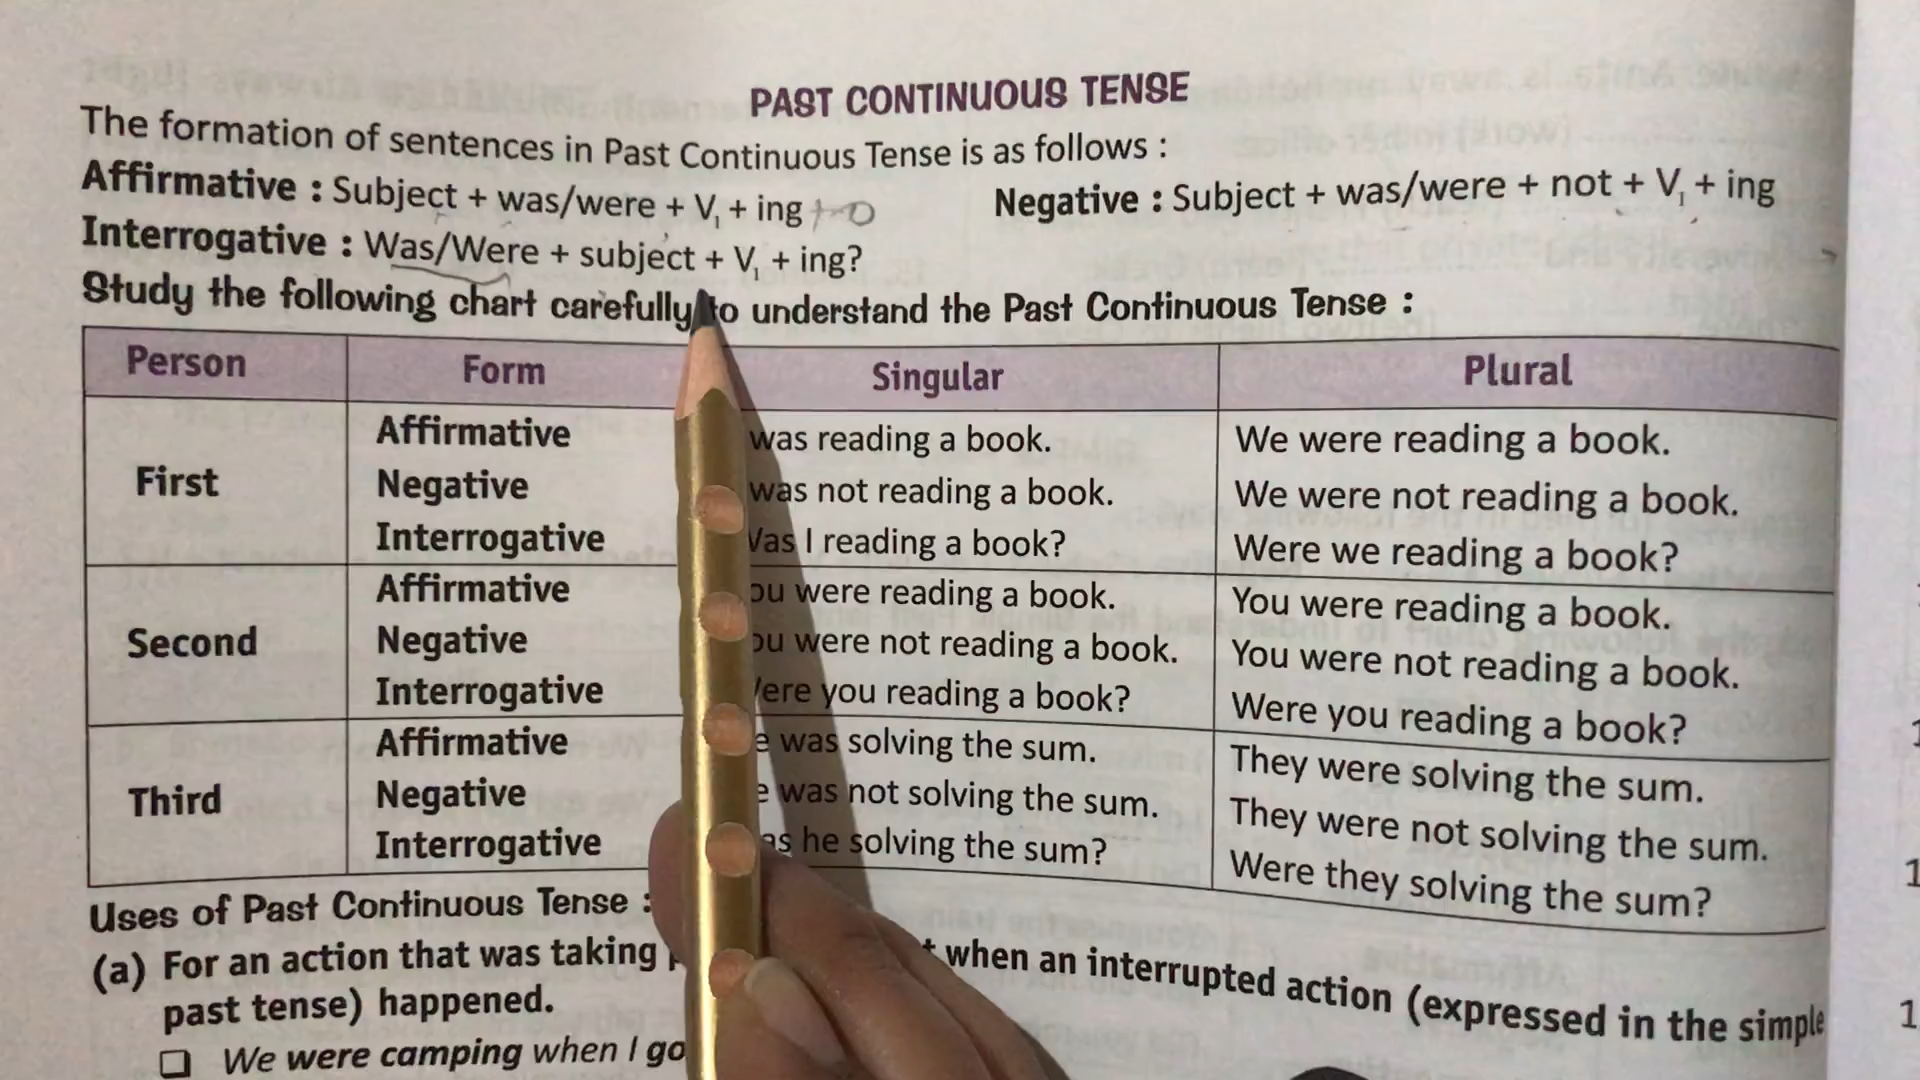 PAST CONTINUOUS TENSE
The formation of sentences in Past Continuous Tense is as follows :
Affirmative : Subject + was/were + V₁ + ing + O Negative : Subject + was/were + not + V₁ + ing
Interrogative : Was/Were + subject + V₁ + ing?
Study the following chart carefully to understand the Past Continuous Tense :
Person Form Singular Plural
First
Affirmative was reading a book. We were reading a book.
Negative was not reading a book. We were not reading a book.
Interrogative I reading a book? Were we reading a book?
Second
Affirmative were reading a book. You were reading a book.
Negative were not reading a book. You were not reading a book.
Interrogative you reading a book? Were you reading a book?
Third
Affirmative was solving the sum. They were solving the sum.
Negative was not solving the sum. They were not solving the sum.
Interrogative he solving the sum? Were they solving the sum?
Uses of Past Continuous Tense :
(a) For an action that was taking when an interrupted action (expressed in the simple
past tense) happened.
We were camping when I